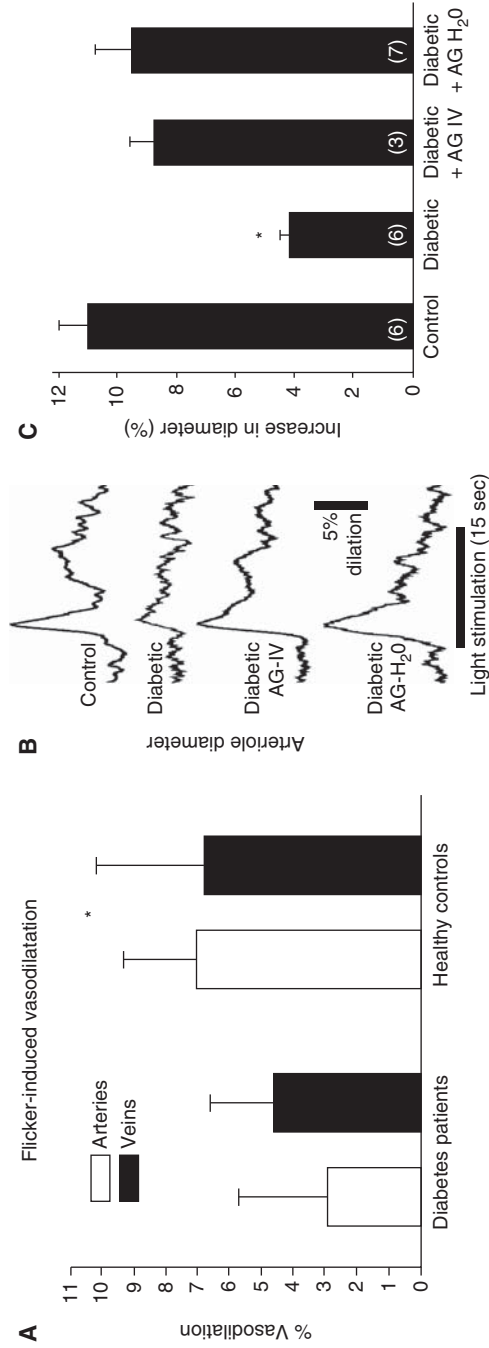 A
Flicker-induced vasodilatation
Arteries
Veins
% Vasodilation
11
10
9
8
7
6
5
4
3
2
1
0
*
Diabetes patients
Healthy controls
B
Arteriole diameter
Control
Diabetic
Diabetic
AG-IV
Diabetic
AG-H20
5%
dilation
Light stimulation (15 sec)
C
Increase in diameter (%)
12
10
8
6
4
2
0
*
(6)
(6)
(3)
(7)
Control
Diabetic
Diabetic
+ AG IV
Diabetic
+ AG H20